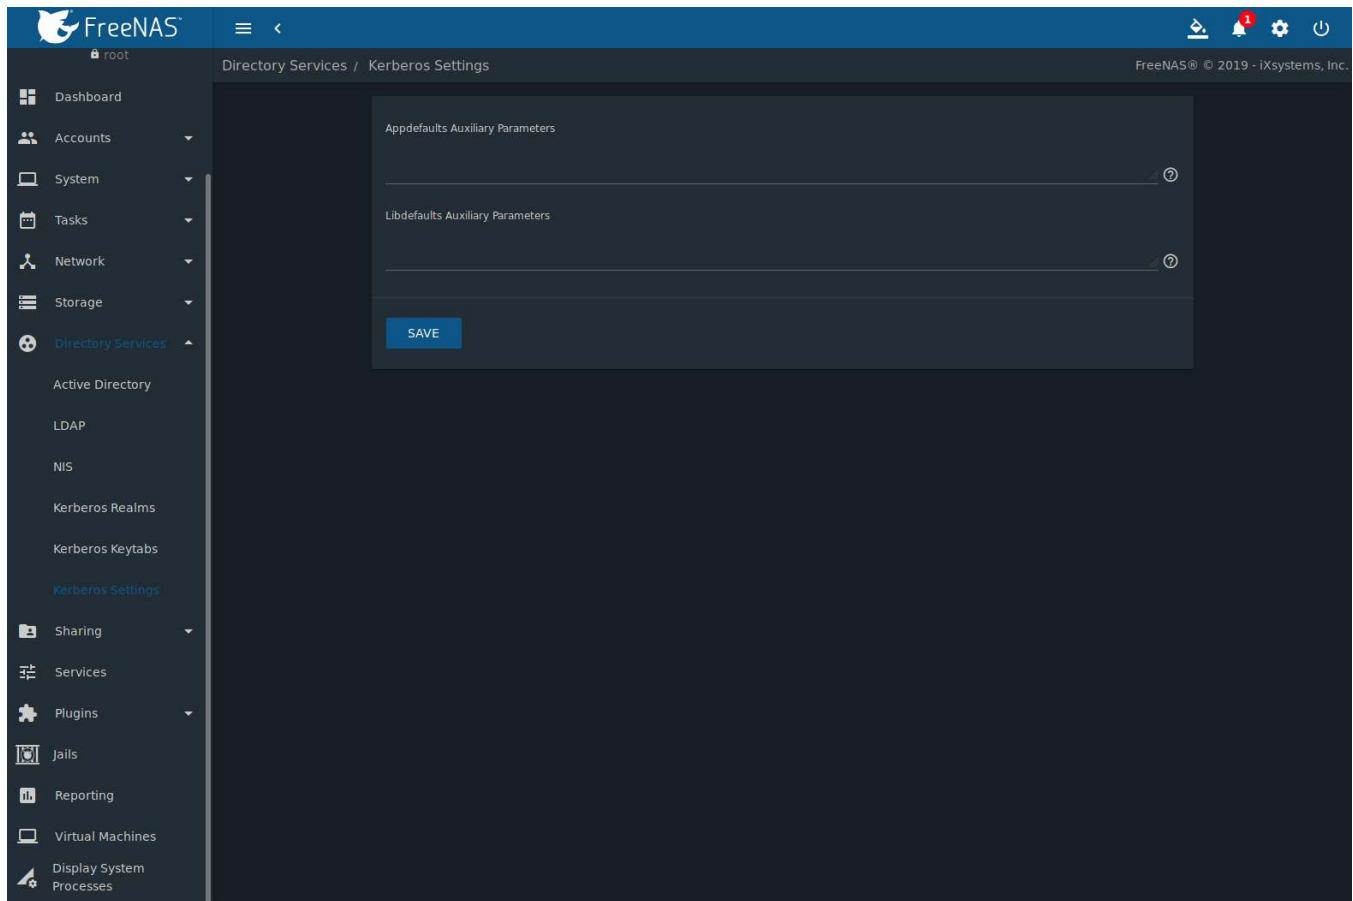 FreeNAS®
1
root
Directory Services / Kerberos Settings
FreeNAS® © 2019 - iXsystems, Inc.
Dashboard
Accounts
System
Tasks
Network
Storage
Directory Services
Active Directory
LDAP
NIS
Kerberos Realms
Kerberos Keytabs
Kerberos Settings
Sharing
Services
Plugins
Jails
Reporting
Virtual Machines
Display System
Processes
Appdefaults Auxiliary Parameters
Libdefaults Auxiliary Parameters
SAVE